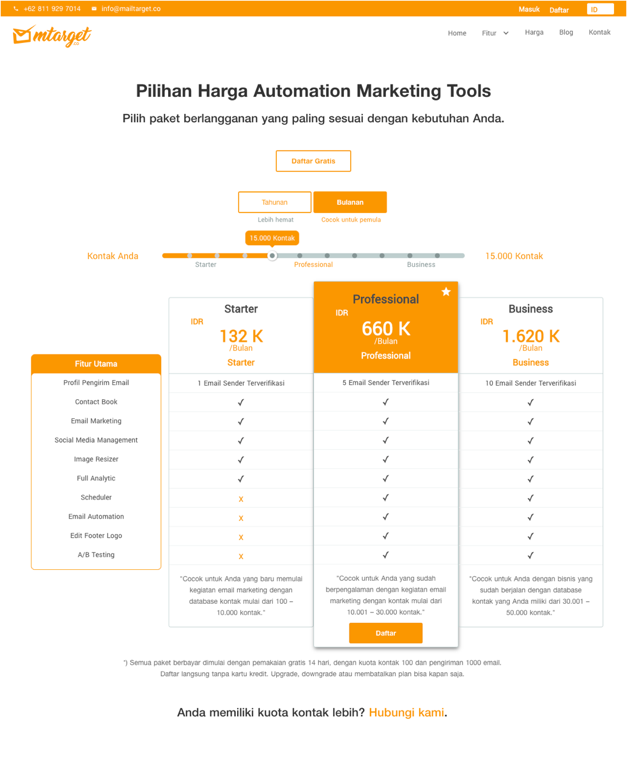 +62 811 929 7014 info@mailtarget.co Masuk Daftar ID
mtarget Home Fitur Harga Blog Kontak
Pilihan Harga Automation Marketing Tools
Pilih paket berlangganan yang paling sesuai dengan kebutuhan Anda.
Daftar Gratis
Tahunan Bulanan
Lebih hemat Cocok untuk pemula
15.000 Kontak
Kontak Anda 15.000 Kontak
Starter Professional Business
Starter Professional Business
IDR IDR IDR
132 K 660 K 1.620 K
/Bulan /Bulan /Bulan
Starter Professional Business
Fitur Utama
Profil Pengirim Email 1 Email Sender Terverifikasi 5 Email Sender Terverifikasi 10 Email Sender Terverifikasi
Contact Book ✓ ✓ ✓
Email Marketing ✓ ✓ ✓
Social Media Management ✓ ✓ ✓
Image Resizer ✓ ✓ ✓
Full Analytic ✓ ✓ ✓
Scheduler x ✓ ✓
Email Automation x ✓ ✓
Edit Footer Logo x ✓ ✓
A/B Testing x ✓ ✓
"Cocok untuk Anda yang baru memulai
kegiatan email marketing dengan
database kontak mulai dari 100 –
10.000 kontak."
"Cocok untuk Anda yang sudah
berpengalaman dengan kegiatan email
marketing dengan kontak mulai dari
10.001 – 30.000 kontak."
Daftar
"Cocok untuk Anda dengan bisnis yang
sudah berjalan dengan database
kontak yang Anda miliki dari 30.001 –
50.000 kontak."
*) Semua paket berbayar dimulai dengan pemakaian gratis 14 hari, dengan kuota kontak 100 dan pengiriman 1000 email.
Daftar langsung tanpa kartu kredit. Upgrade, downgrade atau membatalkan plan bisa kapan saja.
Anda memiliki kuota kontak lebih? Hubungi kami.